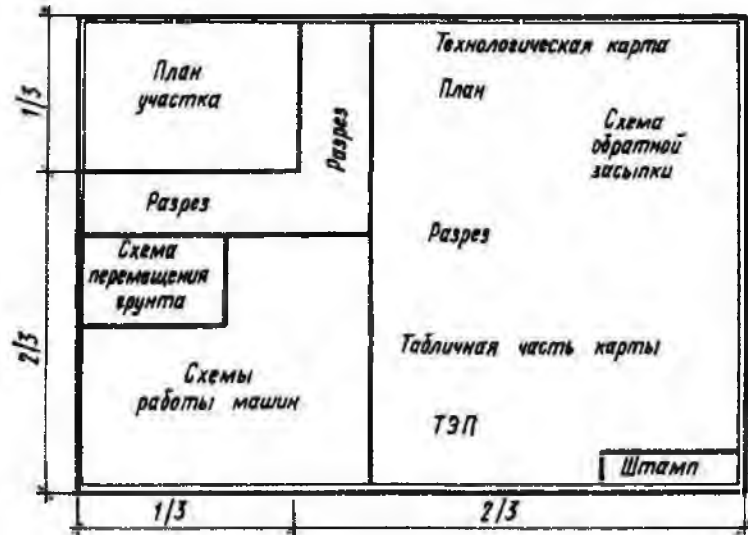 Технологическая карта
План
участка
План
1/3
Схема
обратной
засыпки
Разрез
Разрез
Разрез
Схема
перемещения
грунта
2/3
Табличная часть карты
Схемы
работы машин
ТЭП
Штамп
1/3
2/3